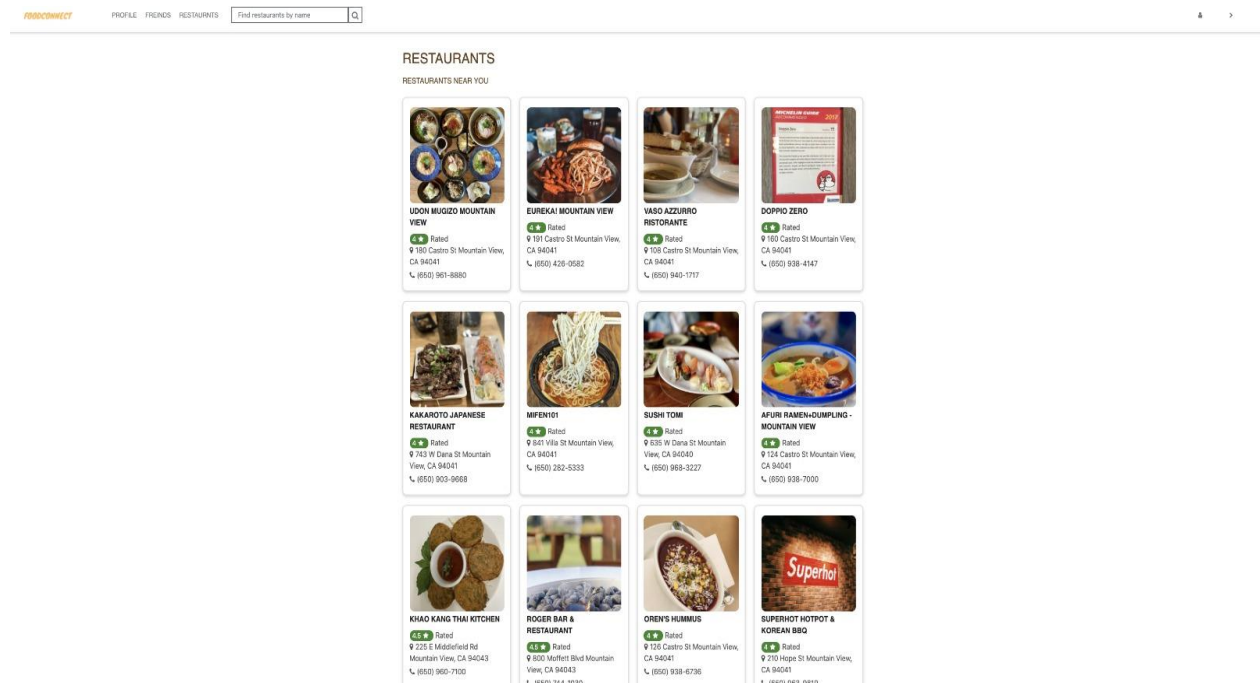 FOODCONNECT
PROFILE FREINDS RESTAURNTS Find restaurants by name
RESTAURANTS
RESTAURANTS NEAR YOU
MICHELIN GUIDE
2017
UDON MUGIZO MOUNTAIN
VIEW
4 ★ Rated
180 Castro St Mountain View,
CA 94041
(650) 961-8880
EUREKA! MOUNTAIN VIEW
4 ★ Rated
191 Castro St Mountain View,
CA 94041
(650) 426-0582
VASO AZZURRO
RISTORANTE
4 ★ Rated
108 Castro St Mountain View,
CA 94041
(650) 940-1717
DOPPIO ZERO
4 ★ Rated
160 Castro St Mountain View,
CA 94041
(650) 938-4147
KAKAROTO JAPANESE
RESTAURANT
4 ★ Rated
743 W Dana St Mountain
View, CA 94041
(650) 903-9668
MIFEN101
4 ★ Rated
841 Villa St Mountain View,
CA 94041
(650) 282-5333
SUSHI TOMI
4 ★ Rated
635 W Dana St Mountain
View, CA 94040
(650) 968-3227
AFURI RAMEN+DUMPLING -
MOUNTAIN VIEW
4 ★ Rated
124 Castro St Mountain View,
CA 94041
(650) 938-7000
Superhot
KHAO KANG THAI KITCHEN
4.5 ★ Rated
225 E Middlefield Rd
Mountain View, CA 94043
(650) 960-7100
ROGER BAR &
RESTAURANT
4.5 ★ Rated
800 Moffett Blvd Mountain
View, CA 94043
OREN'S HUMMUS
4 ★ Rated
126 Castro St Mountain View,
CA 94041
(650) 938-6736
SUPERHOT HOTPOT &
KOREAN BBQ
4 ★ Rated
210 Hope St Mountain View,
CA 94041